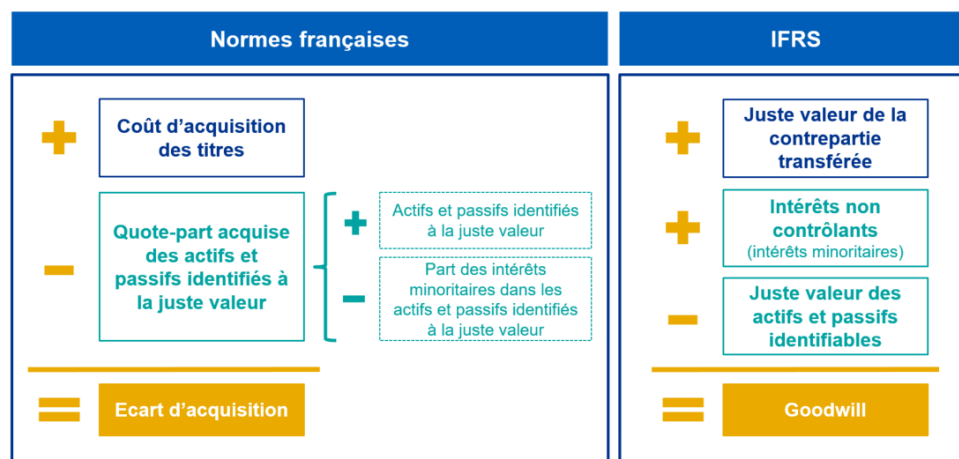 Normes françaises
IFRS
+
Coût d’acquisition
des titres
–
Quote-part acquise
des actifs et
passifs identifiés à
la juste valeur
+
Actifs et passifs identifiés
à la juste valeur
–
Part des intérêts
minoritaires dans les
actifs et passifs identifiés
à la juste valeur
=
Ecart d’acquisition
+
Juste valeur de la
contrepartie
transférée
+
Intérêts non
contrôlants
(intérêts minoritaires)
–
Juste valeur des
actifs et passifs
identifiables
=
Goodwill